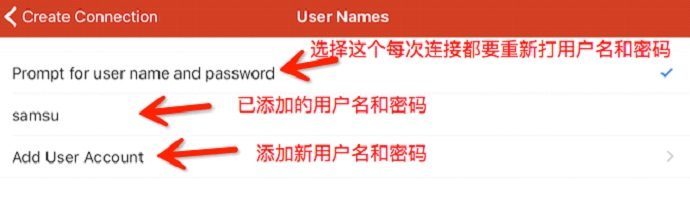 Create Connection
User Names
选择这个每次连接都要重新打用户名和密码
Prompt for user name and password
已添加的用户名和密码
samsu
Add User Account
添加新用户名和密码